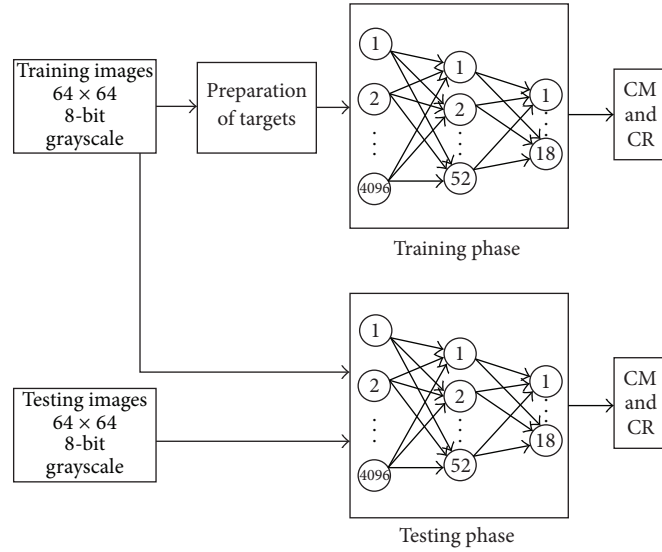 Training images
64 × 64
8-bit
grayscale
Preparation
of targets
1
2
4096
1
2
52
1
18
CM
and
CR
Training phase
Testing images
64 × 64
8-bit
grayscale
1
2
4096
1
2
52
1
18
CM
and
CR
Testing phase